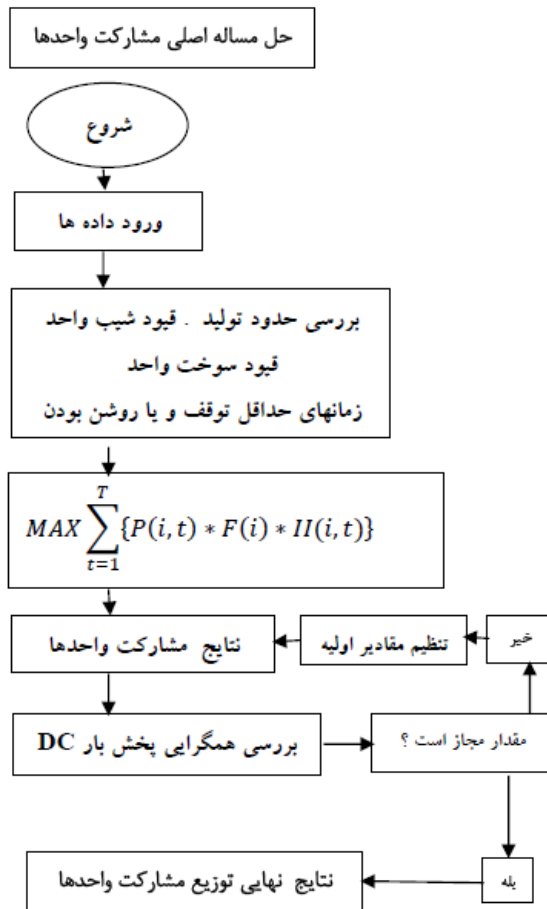 حل مساله اصلی مشارکت واحدها
شروع
ورود داده ها
بررسی حدود تولید . قیود شیب واحد
قیود سوخت واحد
زمانهای حداقل توقف و یا روشن بودن
MAX \sum_{t=1}^{T} {P(i,t) * F(i) * II(i,t)}
نتایج مشارکت واحدها
تنظیم مقادیر اولیه
خیر
بررسی همگرایی پخش بار DC
مقدار مجاز است ؟
بله
نتایج نهایی توزیع مشارکت واحدها